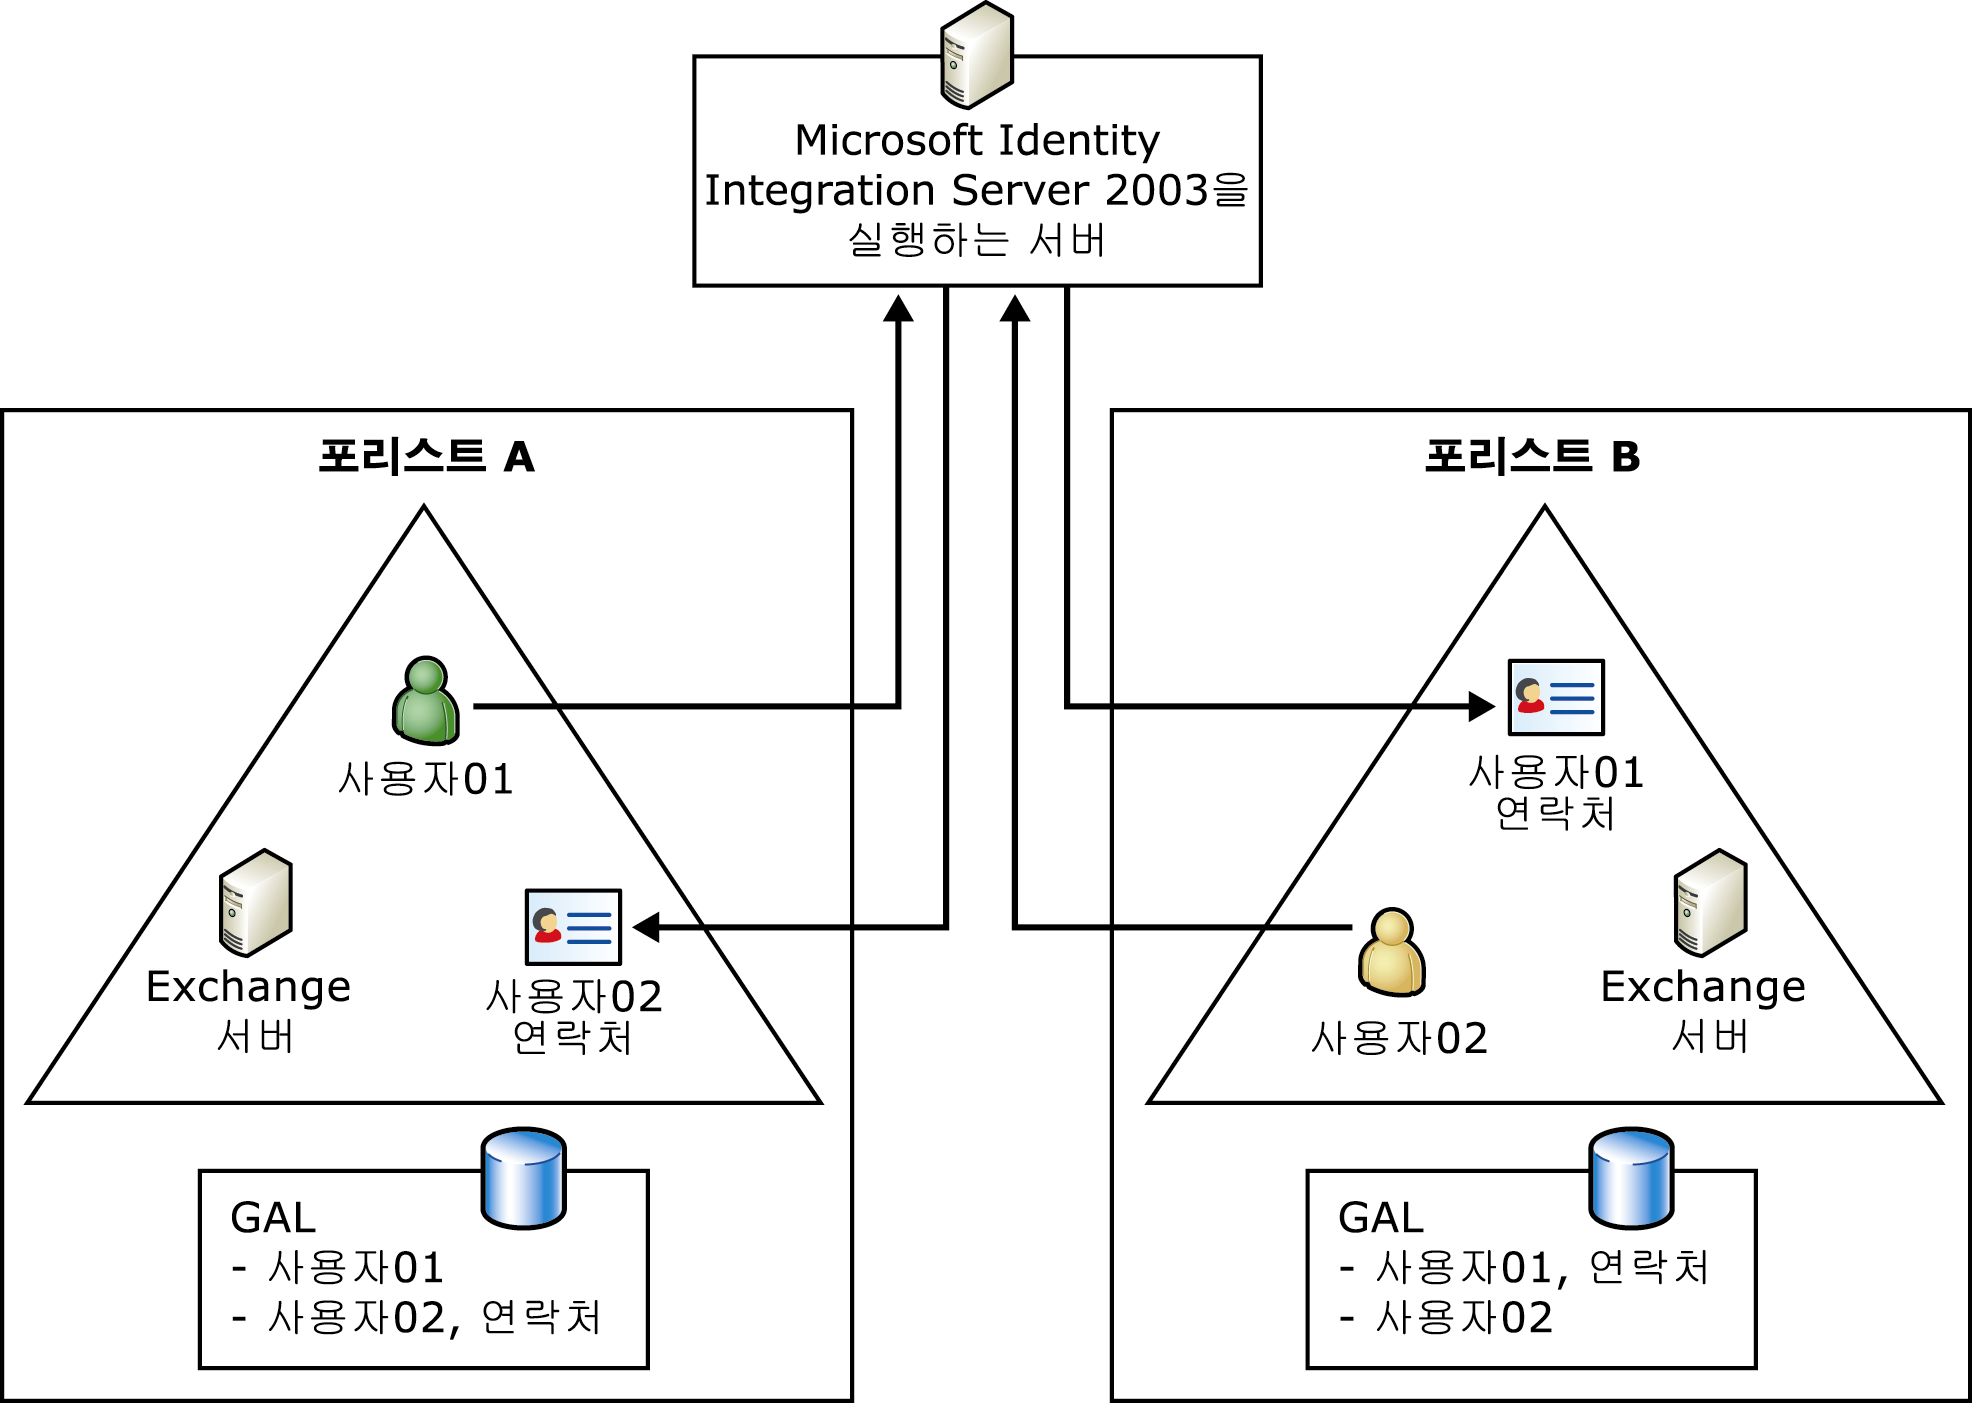 Microsoft Identity
Integration Server 2003을
실행하는 서버
포리스트 A
사용자01
Exchange
서버
사용자02
연락처
GAL
- 사용자01
- 사용자02, 연락처
포리스트 B
사용자01
연락처
사용자02
Exchange
서버
GAL
- 사용자01, 연락처
- 사용자02